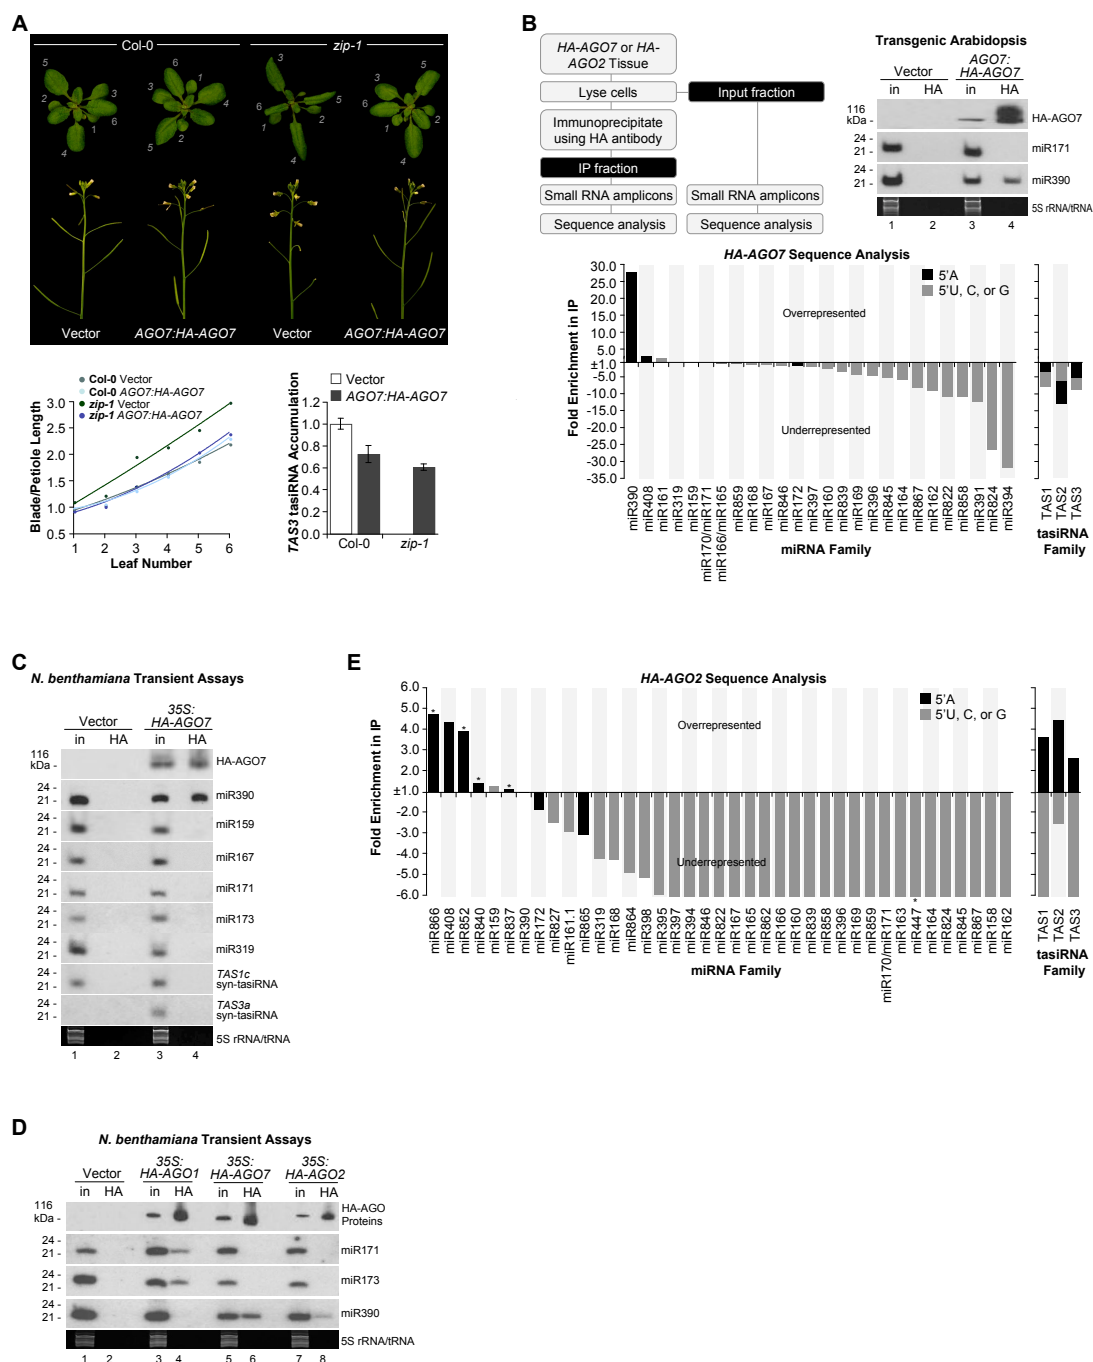 A
Col-0
zip-1
5
3
2
4
6
1
6
1
3
4
2
5
3
5
6
2
1
4
5
3
6
2
1
4
Vector
AGO7:HA-AGO7
Vector
AGO7:HA-AGO7
Col-0 Vector
Col-0 AGO7:HA-AGO7
zip-1 Vector
zip-1 AGO7:HA-AGO7
Blade/Petiole Length
3.0
2.5
2.0
1.5
1.0
0.5
1 2 3 4 5 6
Leaf Number
Vector
AGO7:HA-AGO7
TAS3 tasiRNA Accumulation
1.2
1.0
0.8
0.6
0.4
0.2
0.0
Col-0 zip-1
B
HA-AGO7 or HA-
AGO2 Tissue
Lyse cells
Input fraction
Immunoprecipitate
using HA antibody
IP fraction
Small RNA amplicons
Small RNA amplicons
Sequence analysis
Sequence analysis
Transgenic Arabidopsis
Vector
AGO7:
HA-AGO7
in HA in HA
116
kDa -
HA-AGO7
24 -
21 -
miR171
24 -
21 -
miR390
5S rRNA/tRNA
1 2 3 4
HA-AGO7 Sequence Analysis
5'A
5'U, C, or G
Overrepresented
Underrepresented
Fold Enrichment in IP
30.0
25.0
20.0
15.0
10.0
5.0
±1.0
-5.0
-10.0
-15.0
-20.0
-25.0
-30.0
-35.0
miR390
miR408
miR161
miR319
miR159
miR170/miR171
miR166/miR165
miR859
miR168
miR167
miR846
miR172
miR397
miR160
miR839
miR169
miR396
miR845
miR164
miR167
miR162
miR822
miR858
miR391
miR824
miR394
miRNA Family
TAS1
TAS2
TAS3
tasiRNA
Family
C
N. benthamiana Transient Assays
Vector
35S:
HA-AGO7
in HA in HA
116
kDa -
HA-AGO7
24 -
21 -
miR390
24 -
21 -
miR159
24 -
21 -
miR167
24 -
21 -
miR171
24 -
21 -
miR173
24 -
21 -
miR319
24 -
21 -
TAS1c
syn-tasiRNA
24 -
21 -
TAS3a
syn-tasiRNA
5S rRNA/tRNA
1 2 3 4
E
HA-AGO2 Sequence Analysis
5'A
5'U, C, or G
Overrepresented
Underrepresented
Fold Enrichment in IP
6.0
5.0
4.0
3.0
2.0
±1.0
-2.0
-3.0
-4.0
-5.0
-6.0
* * * * *
miR866
miR408
miR852
miR840
miR159
miR837
miR390
miR172
miR827
miR161.1
miR865
miR319
miR168
miR864
miR398
miR395
miR397
miR394
miR846
miR822
miR167
miR165
miR862
miR166
miR160
miR839
miR858
miR396
miR169
miR859
miR170/miR171
miR163
miR447
miR164
miR824
miR845
miR867
miR158
miR162
miRNA Family
TAS1
TAS2
TAS3
tasiRNA
Family
D
N. benthamiana Transient Assays
Vector
35S:
HA-AGO1
35S:
HA-AGO7
35S:
HA-AGO2
in HA in HA in HA in HA
116
kDa -
HA-AGO
Proteins
24 -
21 -
miR171
24 -
21 -
miR173
24 -
21 -
miR390
5S rRNA/tRNA
1 2 3 4 5 6 7 8